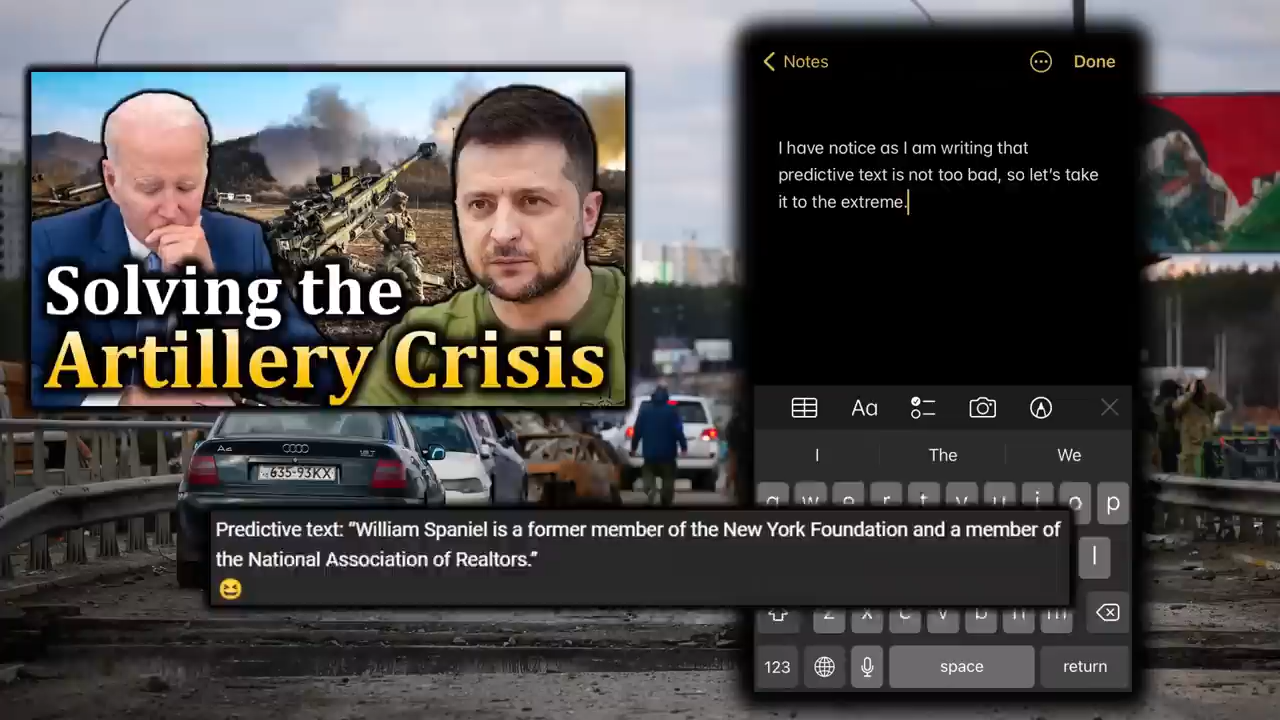 Solving the
Artillery Crisis
A4
1.8T
635-93KX
Notes
Done
I have notice as I am writing that
predictive text is not too bad, so let's take
it to the extreme.
Aa
I
The
We
q w e r t y u i o p
l
z x c v b n m
123
space
return
Predictive text: “William Spaniel is a former member of the New York Foundation and a member of
the National Association of Realtors.”